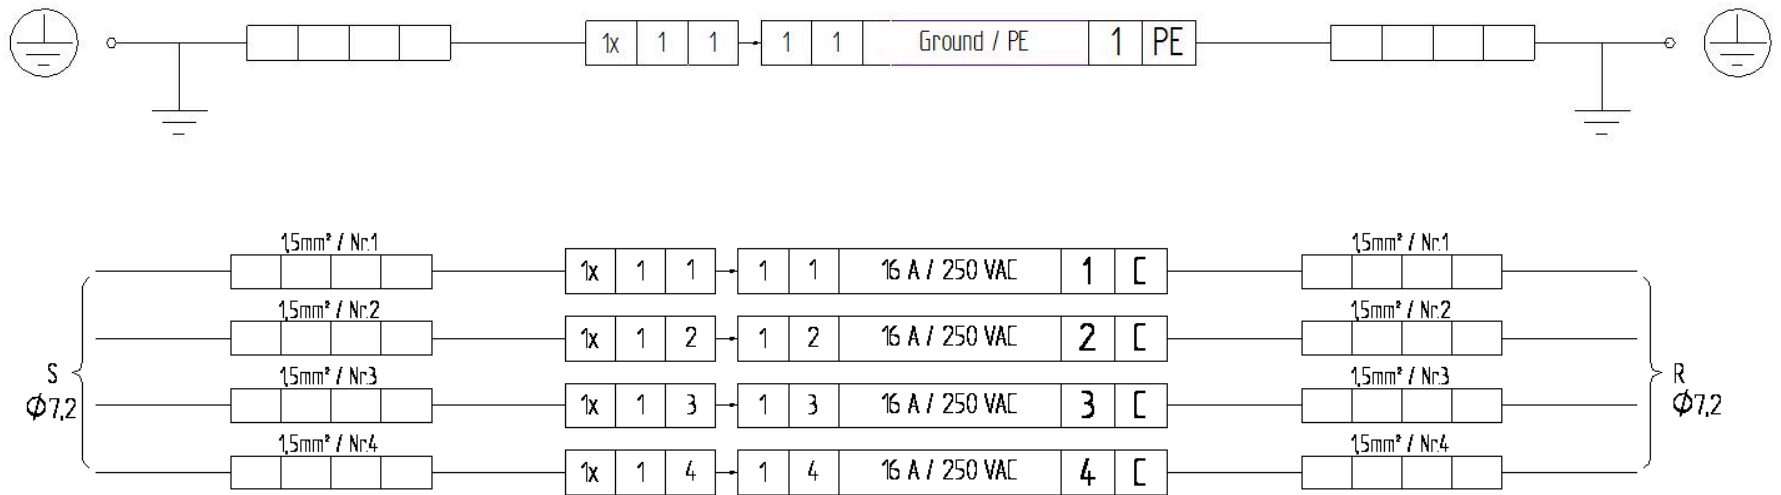 1x 1 1 1 1 Ground / PE 1 PE
1,5mm² / Nr.1 1,5mm² / Nr.1
1x 1 1 1 1 16 A / 250 VAC 1 C
1,5mm² / Nr.2 1,5mm² / Nr.2
1x 1 2 1 2 16 A / 250 VAC 2 C
S R
1,5mm² / Nr.3 1,5mm² / Nr.3
Ø7,2 1x 1 3 1 3 16 A / 250 VAC 3 C Ø7,2
1,5mm² / Nr.4 1,5mm² / Nr.4
1x 1 4 1 4 16 A / 250 VAC 4 C